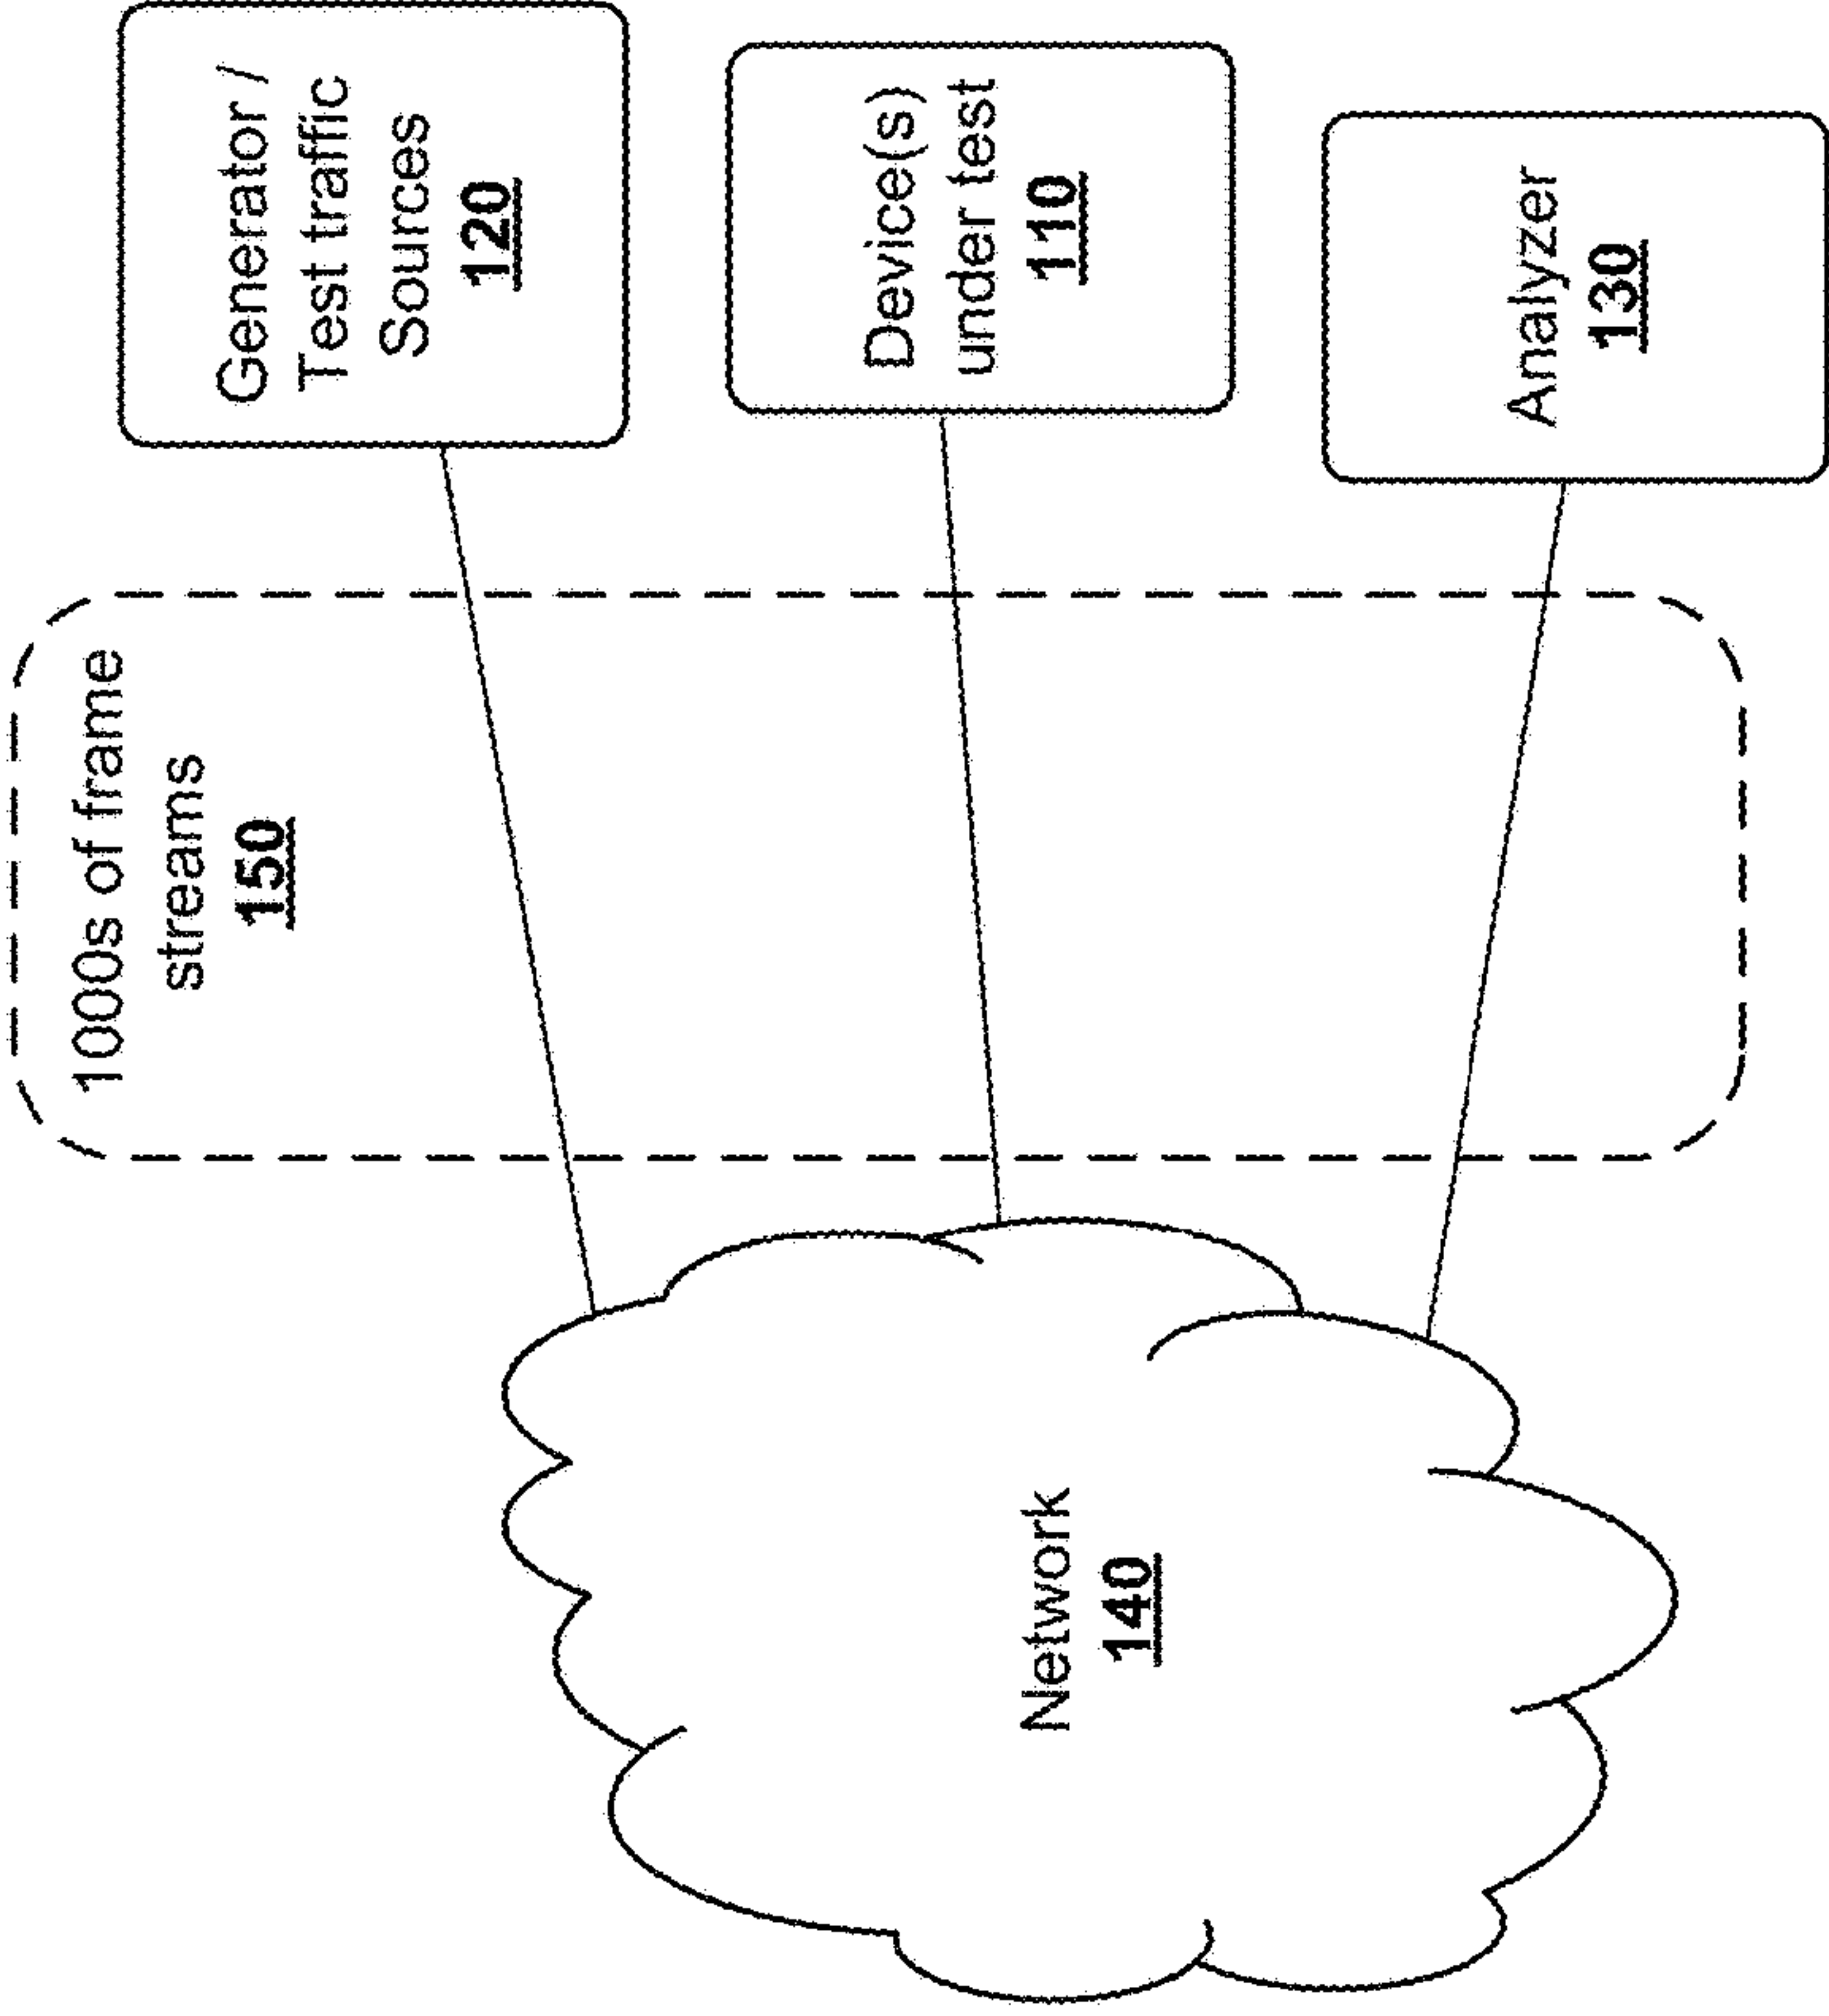 1000s of frame
streams
150
Generator /
Test traffic
Sources
120
Device(s)
under test
110
Analyzer
130
Network
140